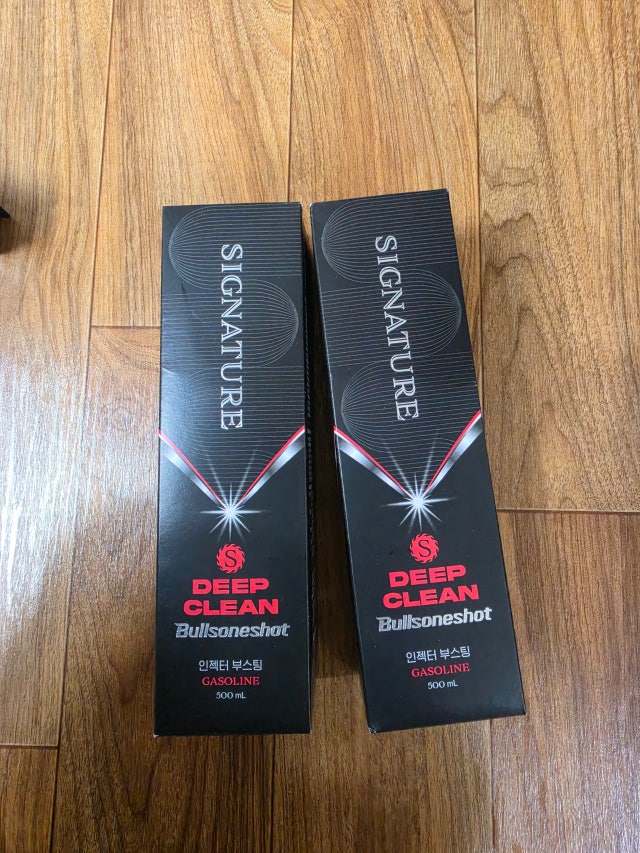 SIGNATURE
S
DEEP
CLEAN
Bullsoneshot
인젝터 부스팅
GASOLINE
500 mL
SIGNATURE
S
DEEP
CLEAN
Bullsoneshot
인젝터 부스팅
GASOLINE
500 mL